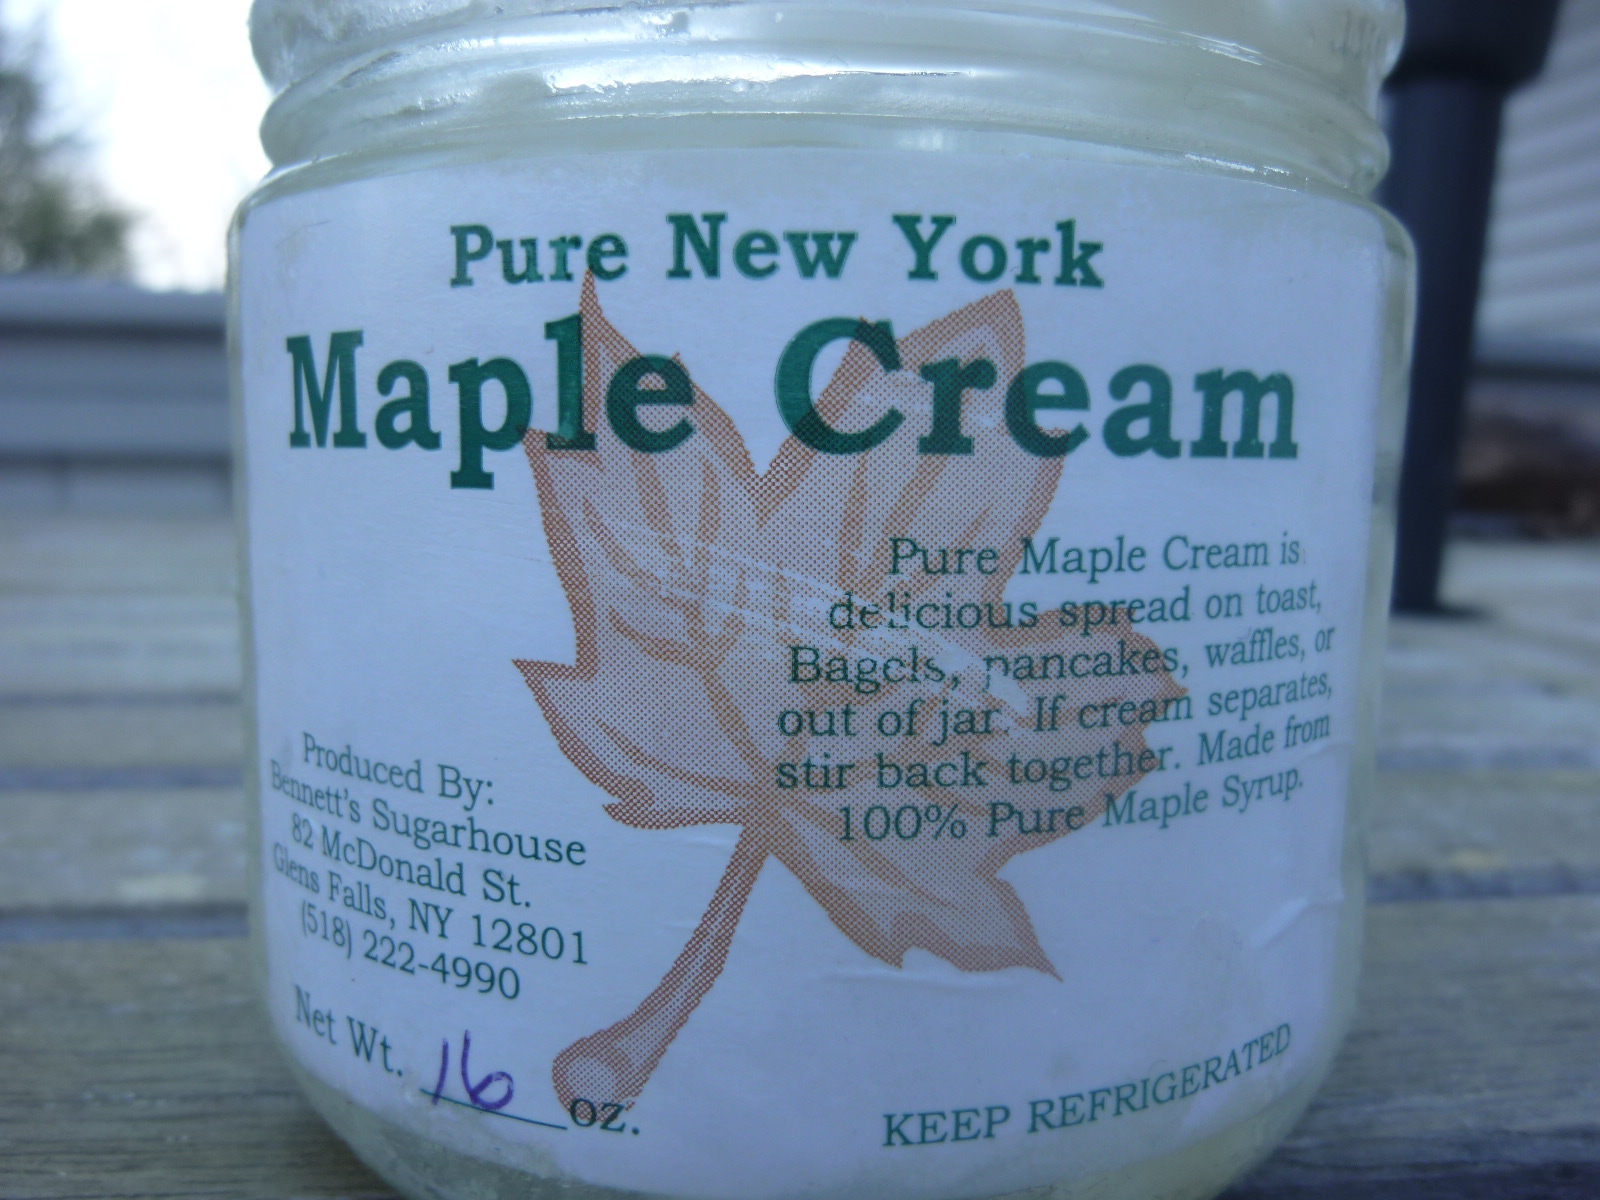 Pure New York
Maple Cream
Pure Maple Cream is
delicious spread on toast,
Bagels, pancakes, waffles, or
out of jar. If cream separates,
stir back together. Made from
100% Pure Maple Syrup.
Produced By:
Bennett's Sugarhouse
82 McDonald St.
Glens Falls, NY 12801
(518) 222-4990
Net Wt. 16 oz.
KEEP REFRIGERATED